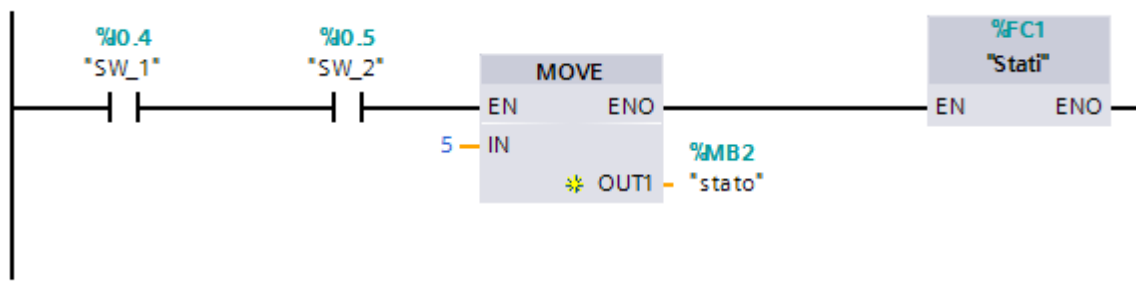 %I0.4
"SW_1"
%I0.5
"SW_2"
MOVE
EN ENO
5 IN
OUT1
%MB2
"stato"
%FC1
"Stati"
EN ENO